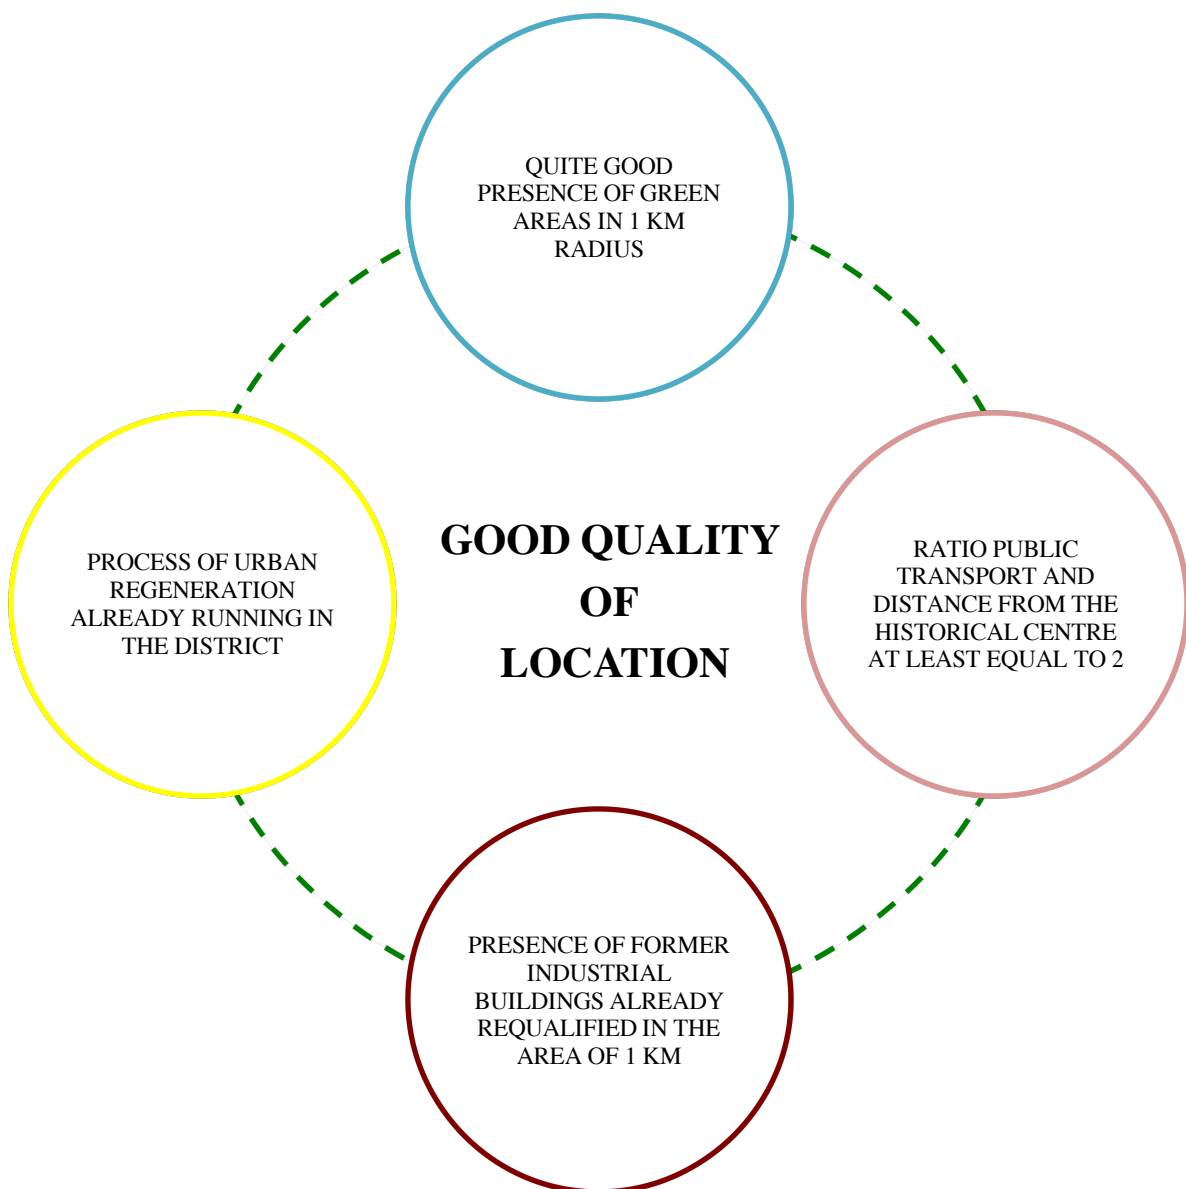 QUITE GOOD
PRESENCE OF GREEN
AREAS IN 1 KM
RADIUS
PROCESS OF URBAN
REGENERATION
ALREADY RUNNING IN
THE DISTRICT
GOOD QUALITY
OF
LOCATION
RATIO PUBLIC
TRANSPORT AND
DISTANCE FROM THE
HISTORICAL CENTRE
AT LEAST EQUAL TO 2
PRESENCE OF FORMER
INDUSTRIAL
BUILDINGS ALREADY
REQUALIFIED IN THE
AREA OF 1 KM